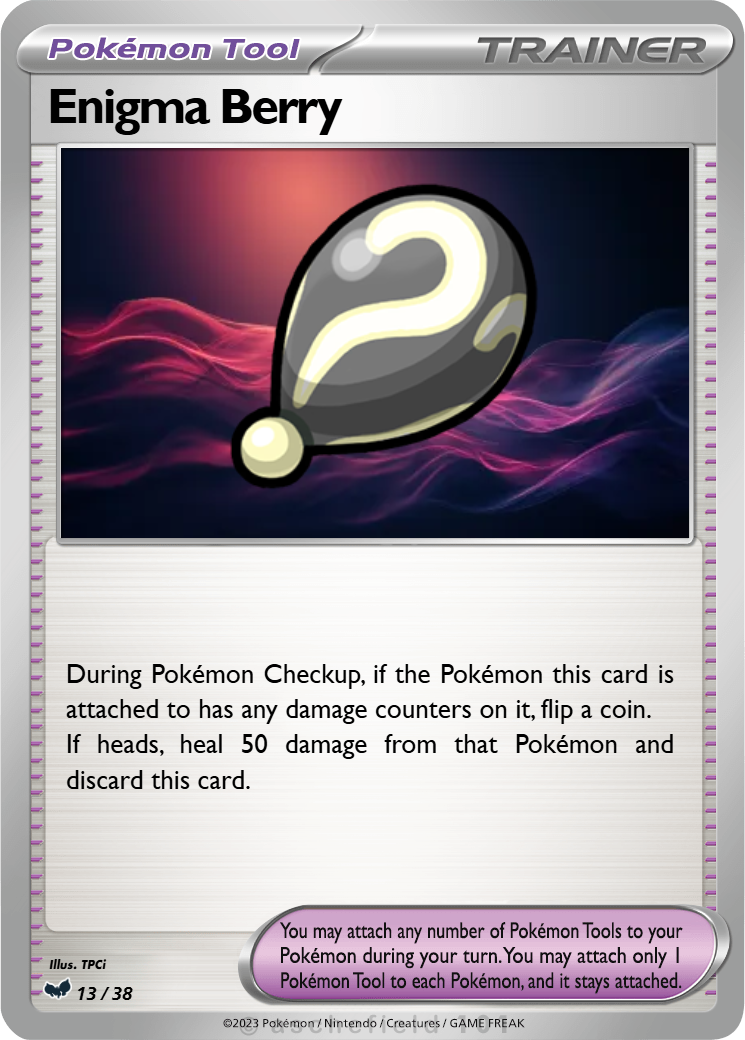 Pokémon Tool
TRAINER
Enigma Berry
During Pokémon Checkup, if the Pokémon this card is
attached to has any damage counters on it, flip a coin.
If heads, heal 50 damage from that Pokémon and
discard this card.
You may attach any number of Pokémon Tools to your
Pokémon during your turn. You may attach only 1
Pokémon Tool to each Pokémon, and it stays attached.
Illus. TPCi
13 / 38
©2023 Pokémon / Nintendo / Creatures / GAME FREAK